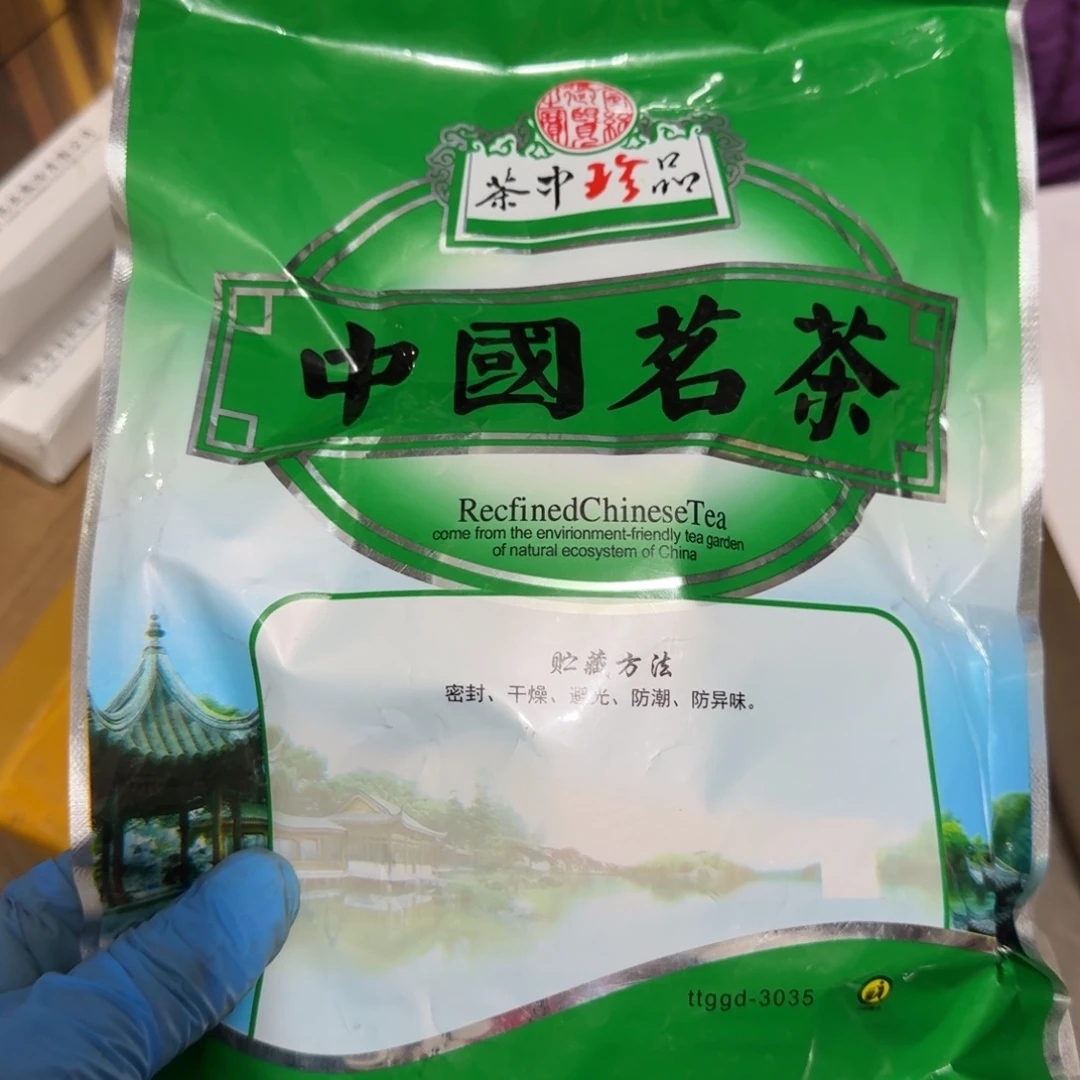 茶中珍品
中國茗茶
RecfinedChineseTea
come from the envirionment-friendly tea garden
of natural ecosystem of China
贮藏方法
密封、干燥、避光、防潮、防异味。
ttggd-3035